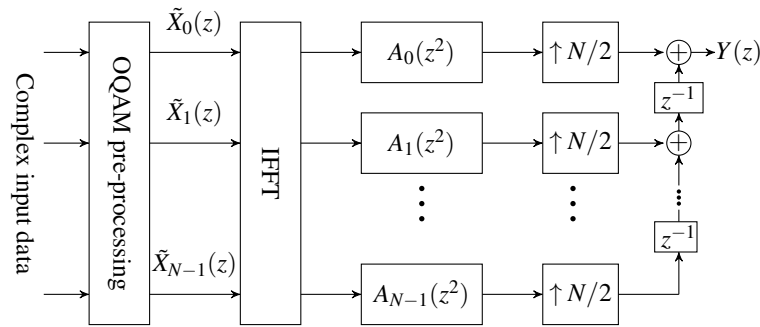 Complex input data
OQAM pre-processing
X̃₀(z)
X̃₁(z)
X̃_{N−1}(z)
IFFT
A₀(z²)
↑N/2
Y(z)
z⁻¹
A₁(z²)
↑N/2
z⁻¹
A_{N−1}(z²)
↑N/2